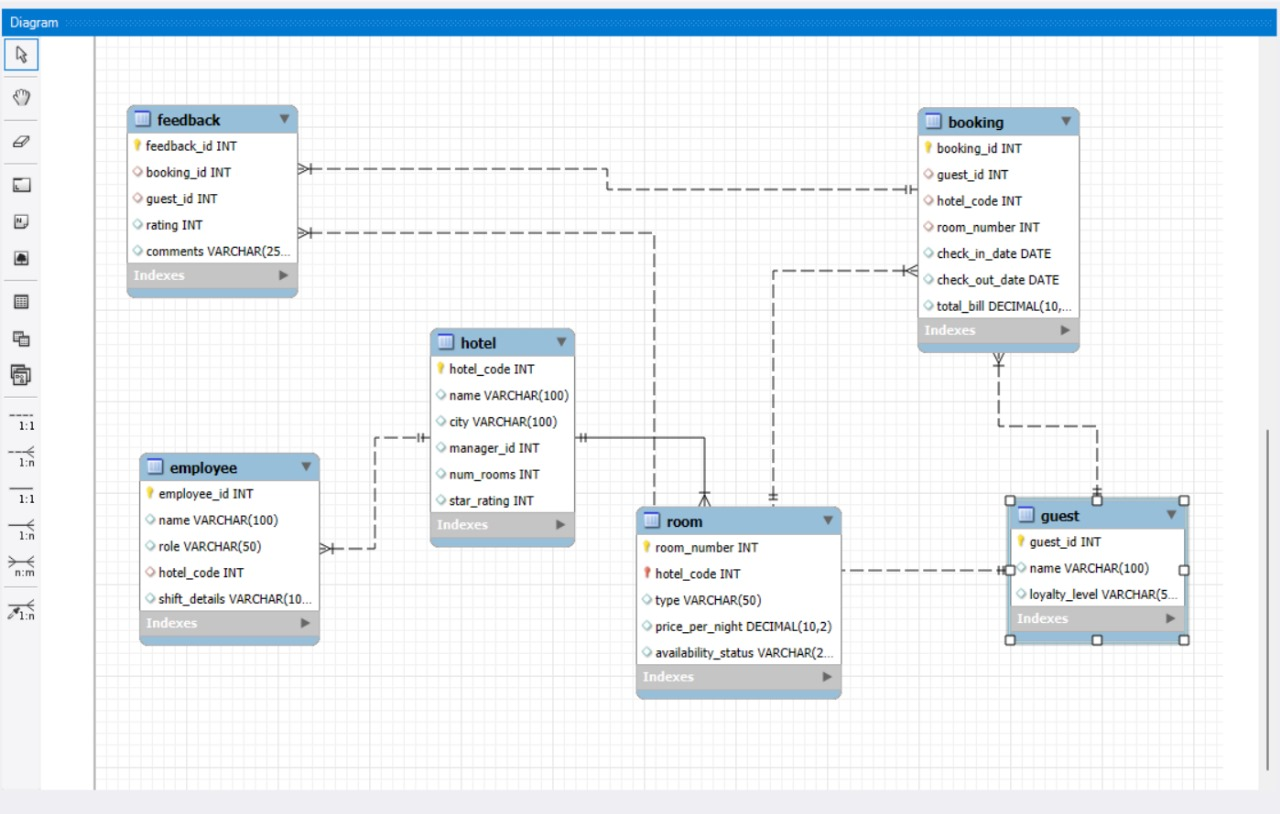 Diagram
feedback
feedback_id INT
booking_id INT
guest_id INT
rating INT
comments VARCHAR(25...
Indexes
booking
booking_id INT
guest_id INT
hotel_code INT
room_number INT
check_in_date DATE
check_out_date DATE
total_bill DECIMAL(10,...
Indexes
hotel
hotel_code INT
name VARCHAR(100)
city VARCHAR(100)
manager_id INT
num_rooms INT
star_rating INT
Indexes
employee
employee_id INT
name VARCHAR(100)
role VARCHAR(50)
hotel_code INT
shift_details VARCHAR(10...
Indexes
room
room_number INT
hotel_code INT
type VARCHAR(50)
price_per_night DECIMAL(10,2)
availability_status VARCHAR(2...
Indexes
guest
guest_id INT
name VARCHAR(100)
loyalty_level VARCHAR(5...
Indexes
1:1
1:n
1:1
1:n
n:m
1:n